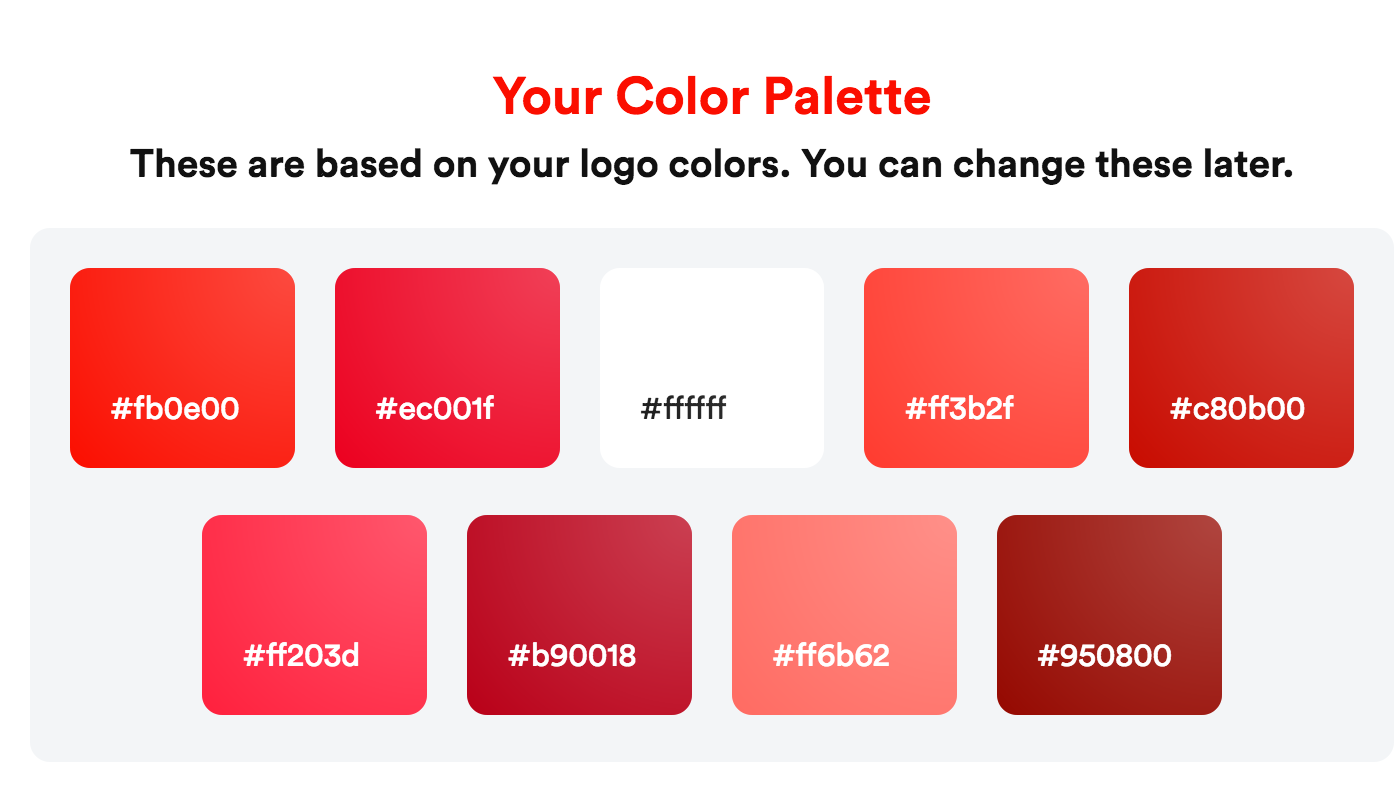 Your Color Palette
These are based on your logo colors. You can change these later.
#fb0e00
#ec001f
#ffffff
#ff3b2f
#c80b00
#ff203d
#b90018
#ff6b62
#950800